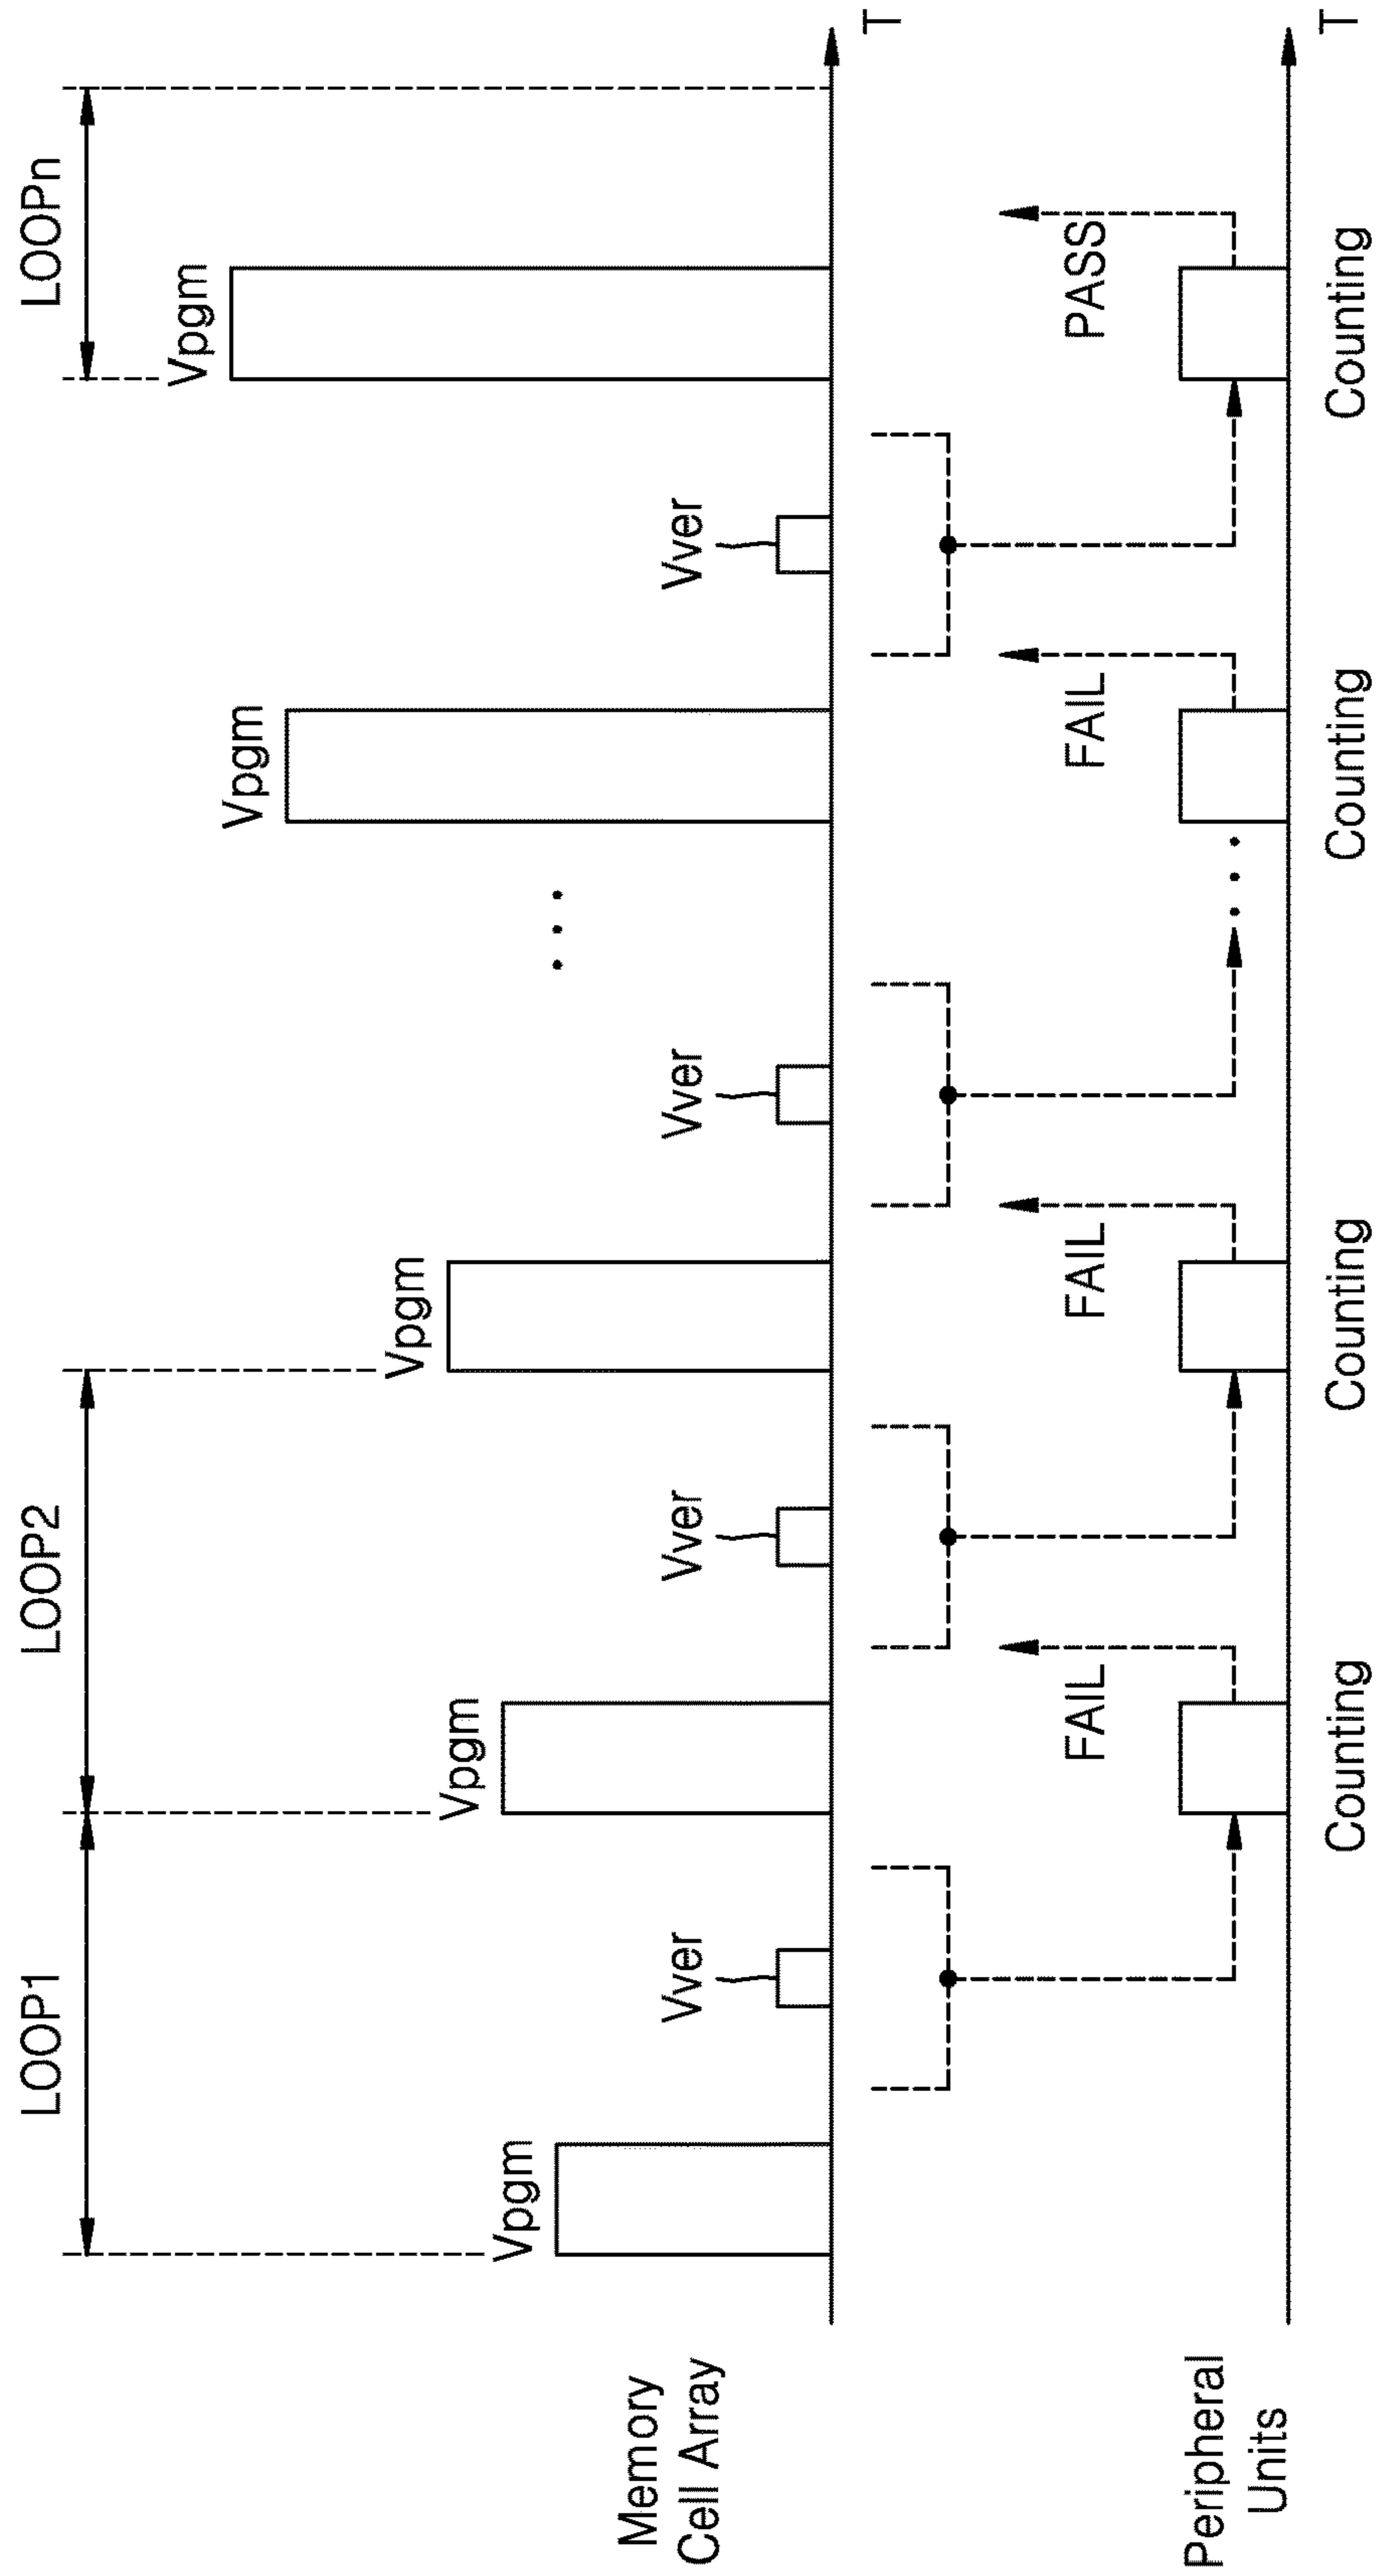 LOOP1
LOOP2
LOOPn
Vpgm
Vpgm
Vpgm
Vpgm
Vpgm
Vver
Vver
Vver
Vver
Memory
Cell Array
T
FAIL
FAIL
FAIL
PASS
Peripheral
Units
T
Counting
Counting
Counting
Counting